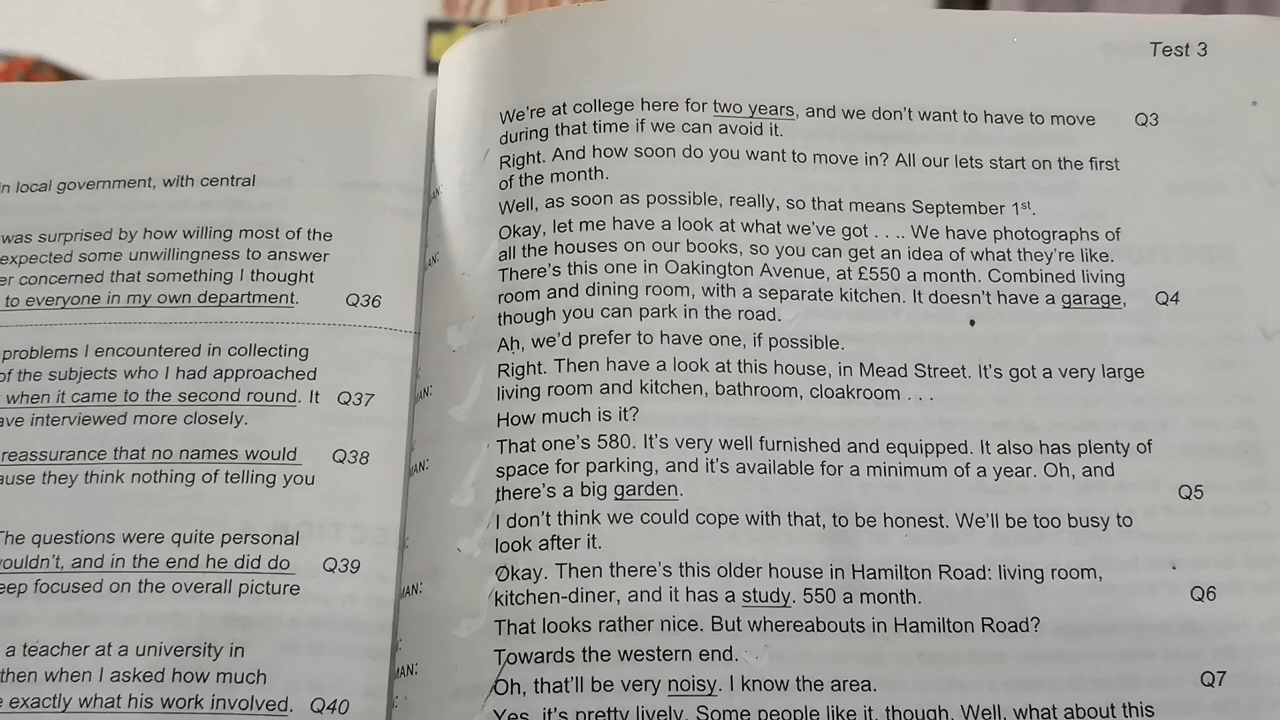 in local government, with central
was surprised by how willing most of the
expected some unwillingness to answer
er concerned that something I thought
to everyone in my own department. Q36
problems I encountered in collecting
of the subjects who I had approached
when it came to the second round. It Q37
ave interviewed more closely.
reassurance that no names would Q38
ause they think nothing of telling you
The questions were quite personal
ouldn't, and in the end he did do Q39
eep focused on the overall picture
a teacher at a university in
then when I asked how much
exactly what his work involved. Q40
Test 3
We're at college here for two years, and we don't want to have to move Q3
during that time if we can avoid it.
Right. And how soon do you want to move in? All our lets start on the first
of the month.
Well, as soon as possible, really, so that means September 1st.
Okay, let me have a look at what we've got . . . . We have photographs of
all the houses on our books, so you can get an idea of what they're like.
There's this one in Oakington Avenue, at £550 a month. Combined living
room and dining room, with a separate kitchen. It doesn't have a garage, Q4
though you can park in the road.
Ah, we'd prefer to have one, if possible.
MAN: Right. Then have a look at this house, in Mead Street. It's got a very large
living room and kitchen, bathroom, cloakroom . . .
How much is it?
MAN: That one's 580. It's very well furnished and equipped. It also has plenty of
space for parking, and it's available for a minimum of a year. Oh, and
there's a big garden. Q5
I don't think we could cope with that, to be honest. We'll be too busy to
look after it.
MAN: Okay. Then there's this older house in Hamilton Road: living room,
kitchen-diner, and it has a study. 550 a month. Q6
That looks rather nice. But whereabouts in Hamilton Road?
MAN: Towards the western end.
Oh, that'll be very noisy. I know the area. Q7
Yes, it's pretty lively. Some people like it, though. Well, what about this